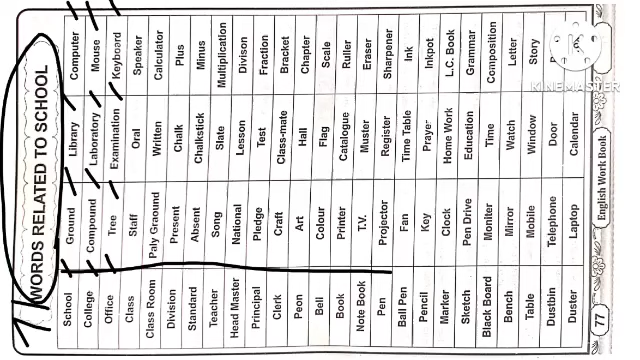 WORDS RELATED TO SCHOOL
School Ground Library Computer
College Compound Laboratory Mouse
Office Tree Examination Keyboard
Class Staff Oral Speaker
Class Room Paly Graound Written Calculator
Division Present Chalk Plus
Standard Absent Chalkstick Minus
Teacher Song Slate Multiplication
Head Master National Lesson Divison
Principal Pledge Test Fraction
Clerk Craft Class-mate Bracket
Peon Art Hall Chapter
Bell Colour Flag Scale
Book Printer Catalogue Ruller
Note Book T.V. Muster Eraser
Pen Projector Register Sharpener
Ball Pen Fan Time Table Ink
Pencil Key Prayer Inkpot
Marker Clock Home Work L.C. Book
Sketch Pen Drive Education Grammar
Black Board Moniter Time Composition
Bench Mirror Watch Letter
Table Mobile Window Story
Dustbin Telephone Door
Duster Laptop Calendar
77 English Work Book
KINEMASTER